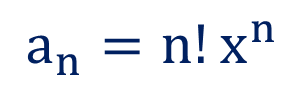 aₙ = n! xⁿ